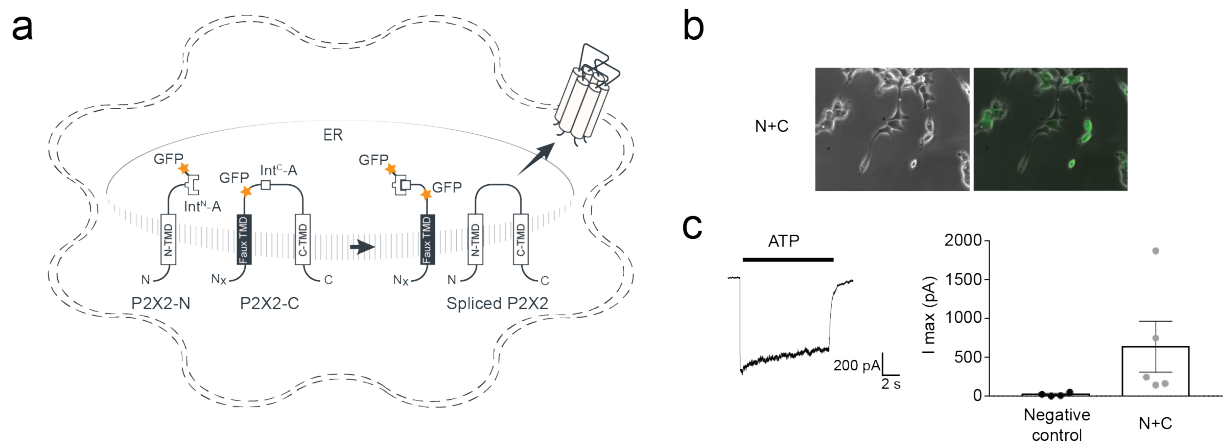 a
ER
GFP
GFP
Int^C-A
Int^N-A
N-TMD
Faux TMD
C-TMD
N
Nx
C
P2X2-N
P2X2-C
GFP
GFP
Faux TMD
N-TMD
C-TMD
Nx
N
C
Spliced P2X2
b
N+C
c
ATP
200 pA
2 s
I max (pA)
2000
1500
1000
500
0
Negative
control
N+C